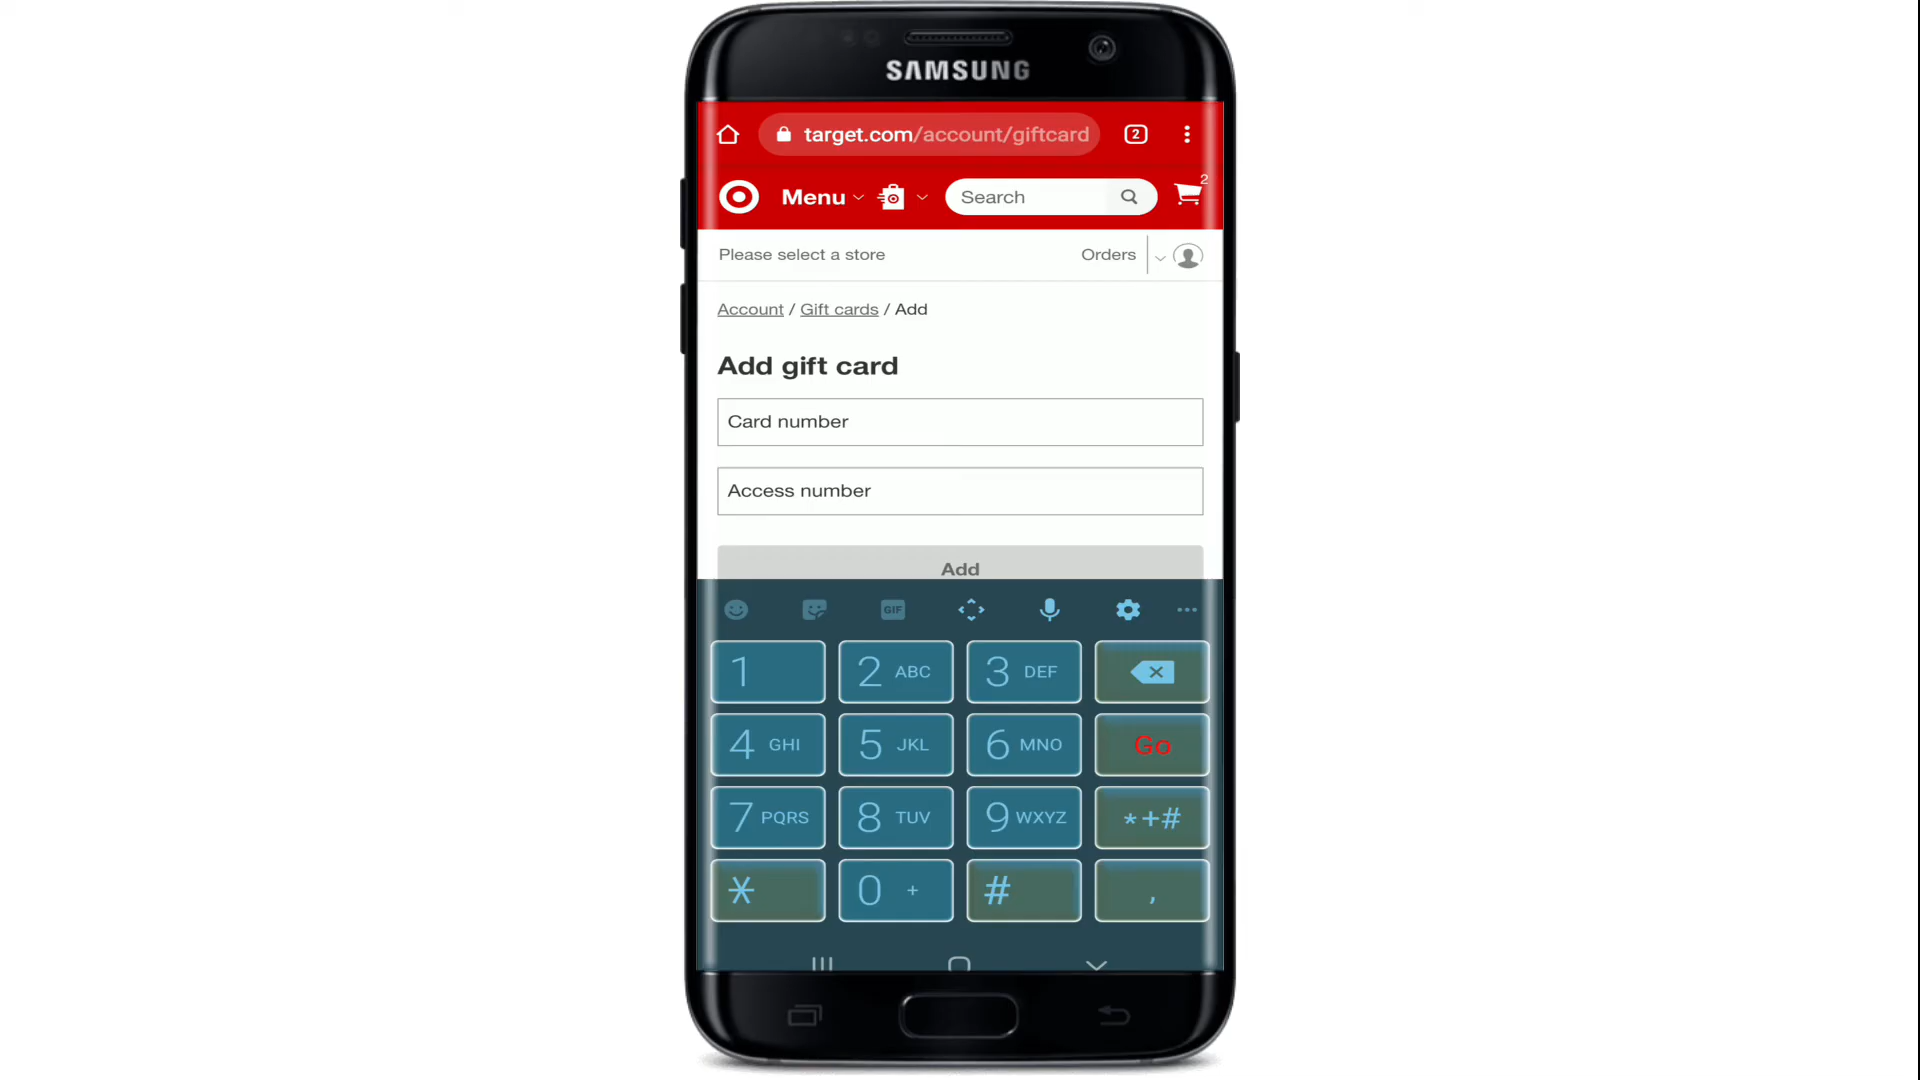 SAMSUNG
target.com/account/giftcard 2
Menu Search 2
Please select a store Orders
Account / Gift cards / Add
Add gift card
Card number
Access number
Add
GIF
1 2 ABC 3 DEF
4 GHI 5 JKL 6 MNO Go
7 PQRS 8 TUV 9 WXYZ *+#
* 0 + # ,